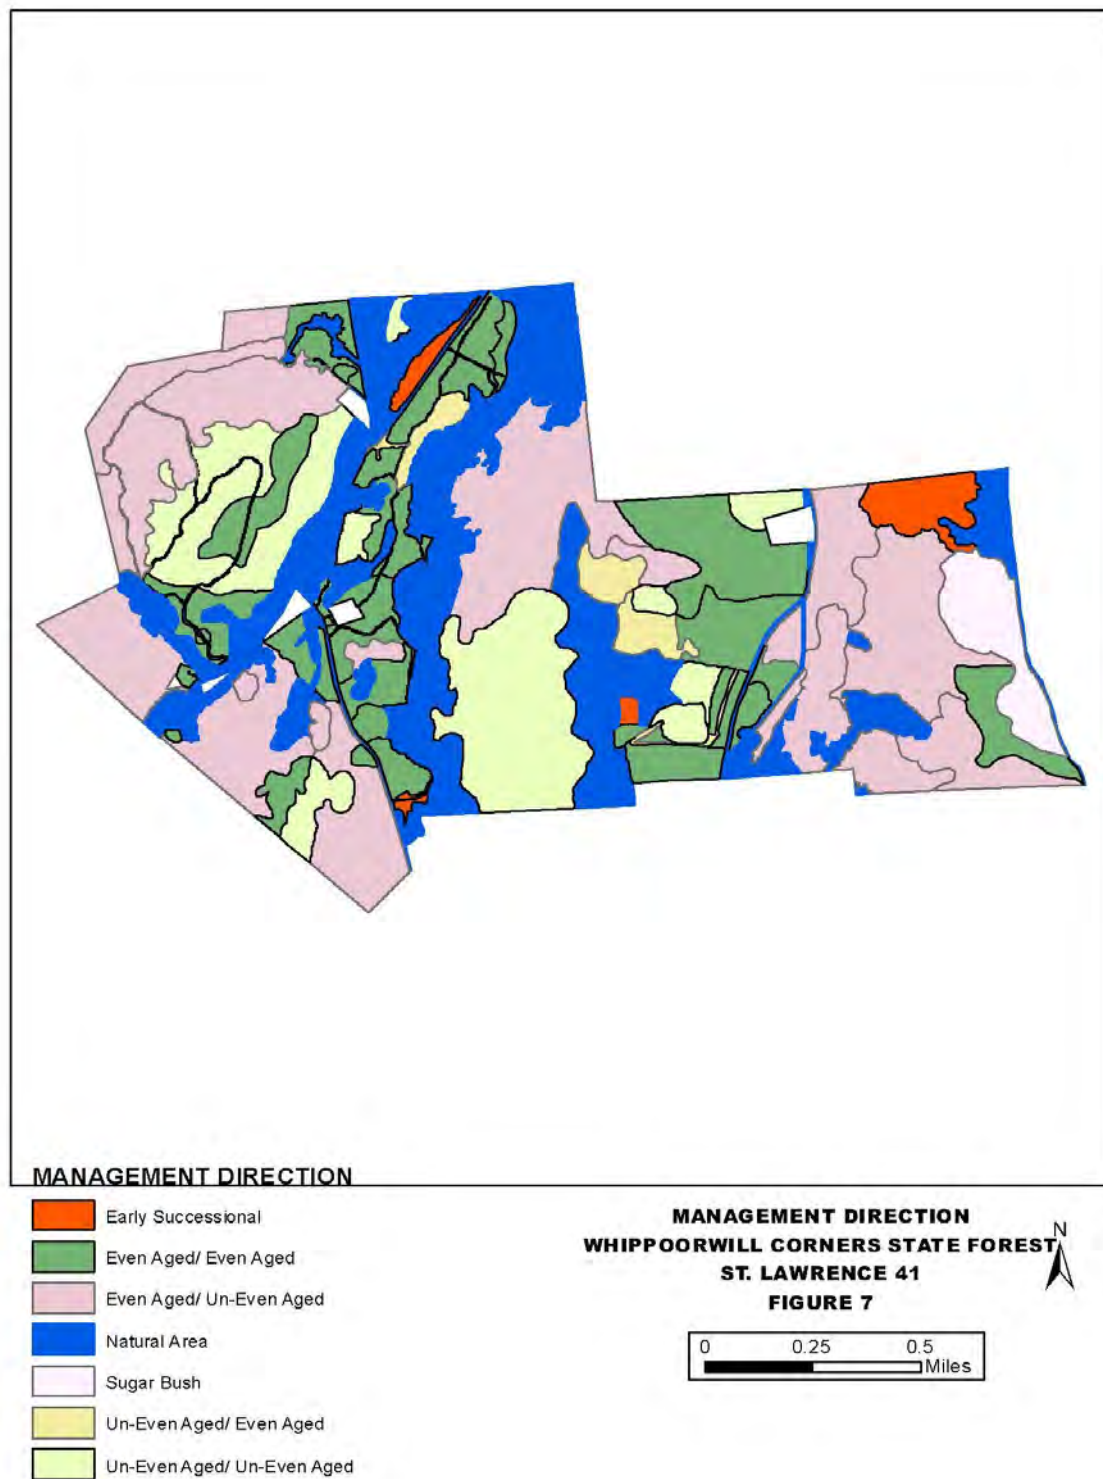 MANAGEMENT DIRECTION
Early Successional
Even Aged/ Even Aged
Even Aged/ Un-Even Aged
Natural Area
Sugar Bush
Un-Even Aged/ Even Aged
Un-Even Aged/ Un-Even Aged
MANAGEMENT DIRECTION
WHIPPOORWILL CORNERS STATE FOREST
ST. LAWRENCE 41
FIGURE 7
N
0 0.25 0.5
Miles